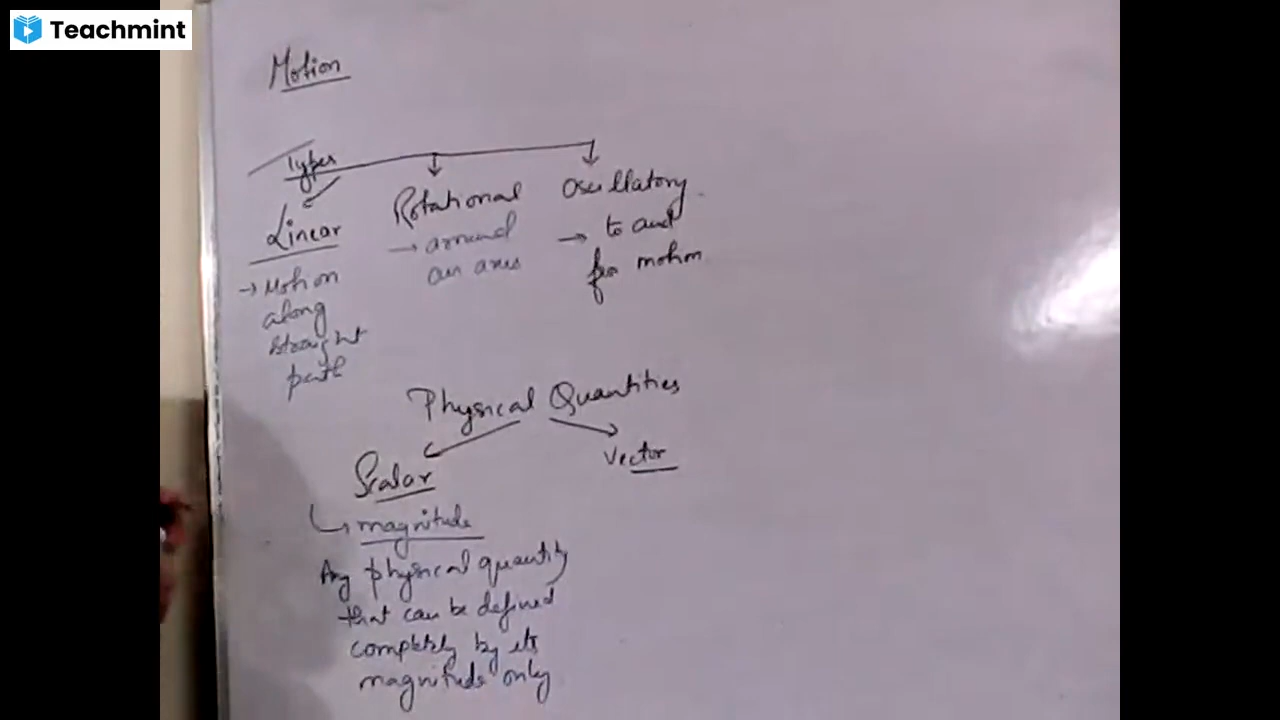 Teachmint
Motion
Types
Linear
→ Motion
along
straight
path
Rotational
→ around
an axis
Oscillatory
→ to and
fro motion
Physical Quantities
Scalar
magnitude
Any physical quantity
that can be defined
completely by its
magnitude only
Vector